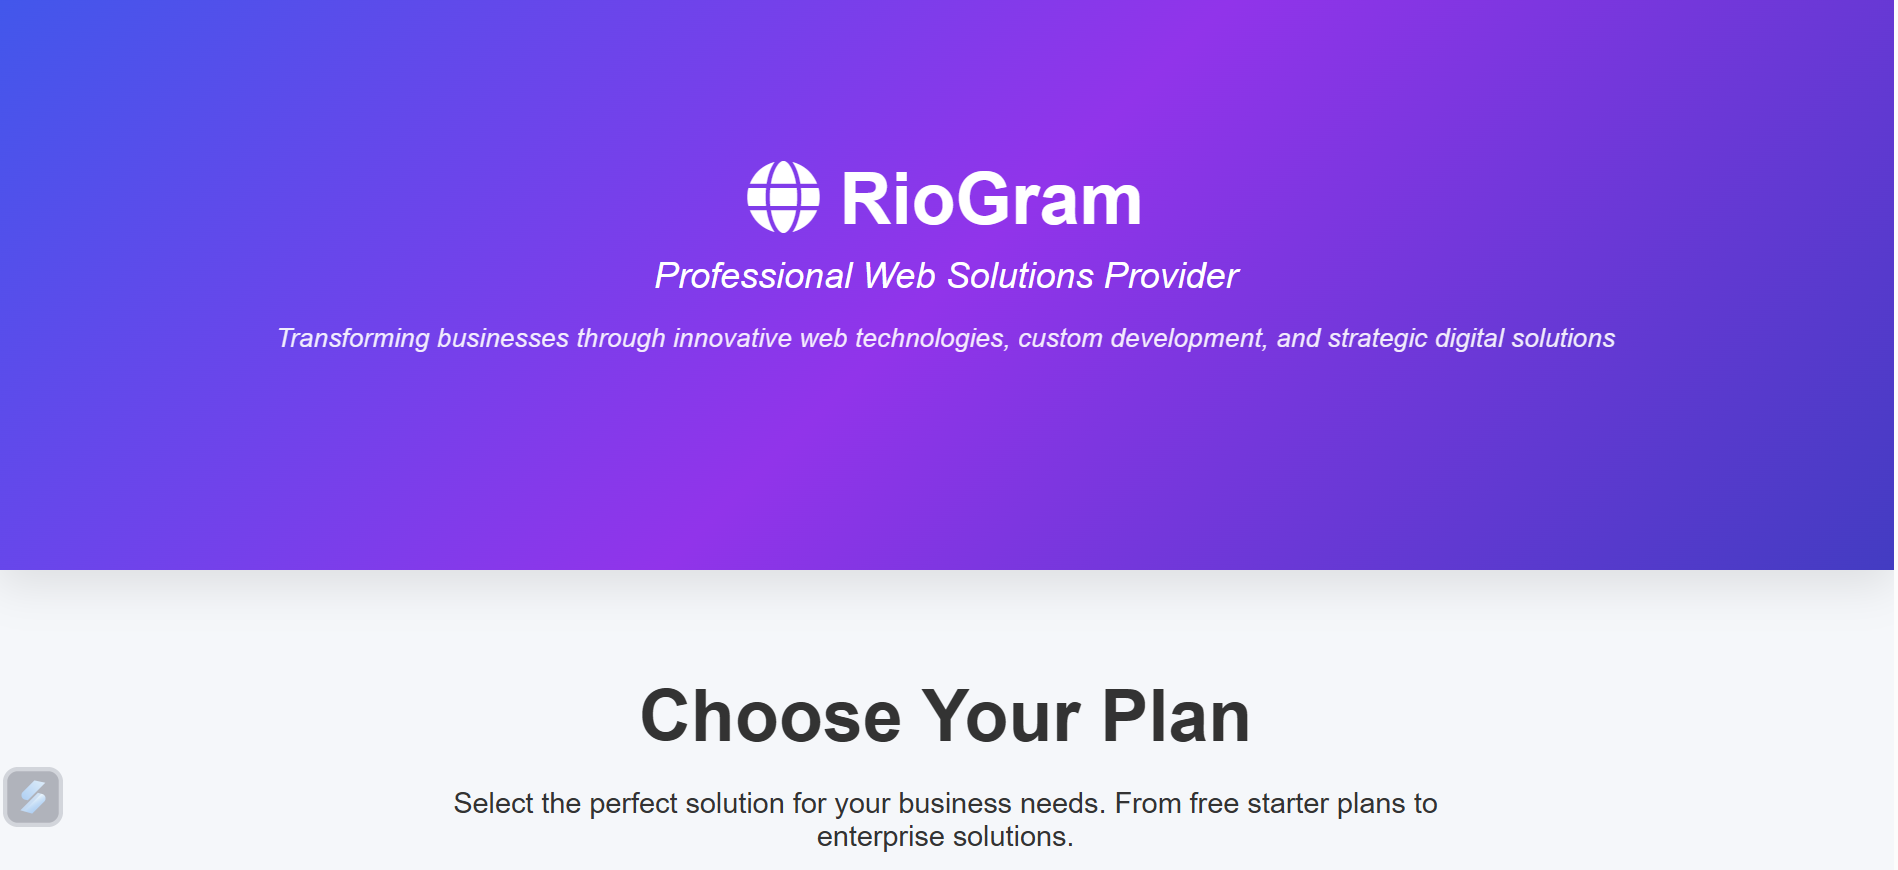 RioGram
Professional Web Solutions Provider
Transforming businesses through innovative web technologies, custom development, and strategic digital solutions
Choose Your Plan
Select the perfect solution for your business needs. From free starter plans to
enterprise solutions.